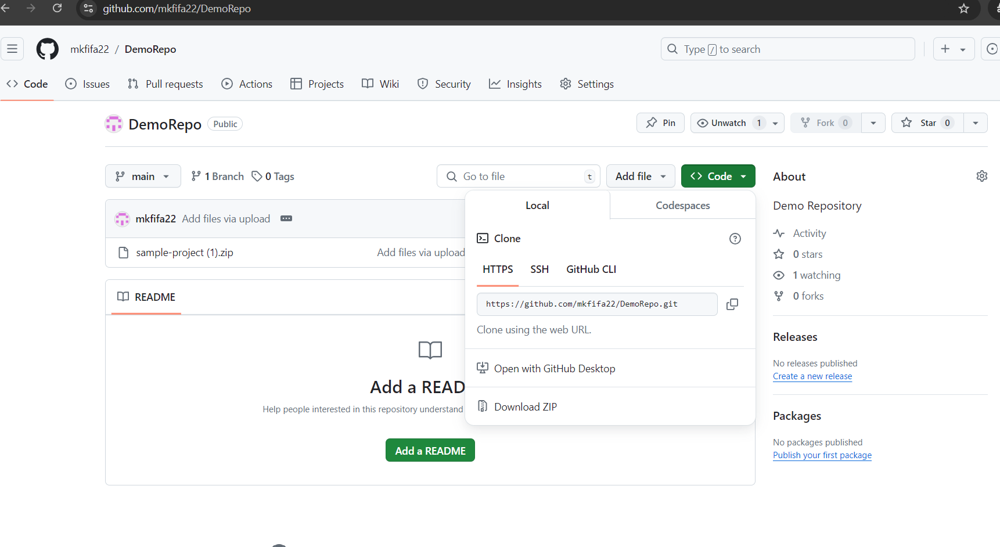 github.com/mkfifa22/DemoRepo
mkfifa22 / DemoRepo
Type / to search
Code Issues Pull requests Actions Projects Wiki Security Insights Settings
DemoRepo Public
Pin Unwatch 1 Fork 0 Star 0
main 1 Branch 0 Tags
Go to file t Add file Code
mkfifa22 Add files via upload
sample-project (1).zip Add files via upload
README
Add a READ
Help people interested in this repository understand
Add a README
Local Codespaces
Clone
HTTPS SSH GitHub CLI
https://github.com/mkfifa22/DemoRepo.git
Clone using the web URL.
Open with GitHub Desktop
Download ZIP
About
Demo Repository
Activity
0 stars
1 watching
0 forks
Releases
No releases published
Create a new release
Packages
No packages published
Publish your first package